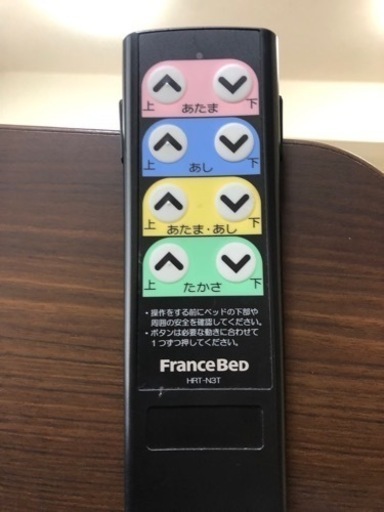 上 あたま 下
上 あし 下
上 あたま・あし 下
上 たかさ 下
・操作をする前にベッドの下部や
周囲の安全を確認してください。
・ボタンは必要な動きに合わせて
1つずつ押してください。
FRANCEBED
HRT-N3T